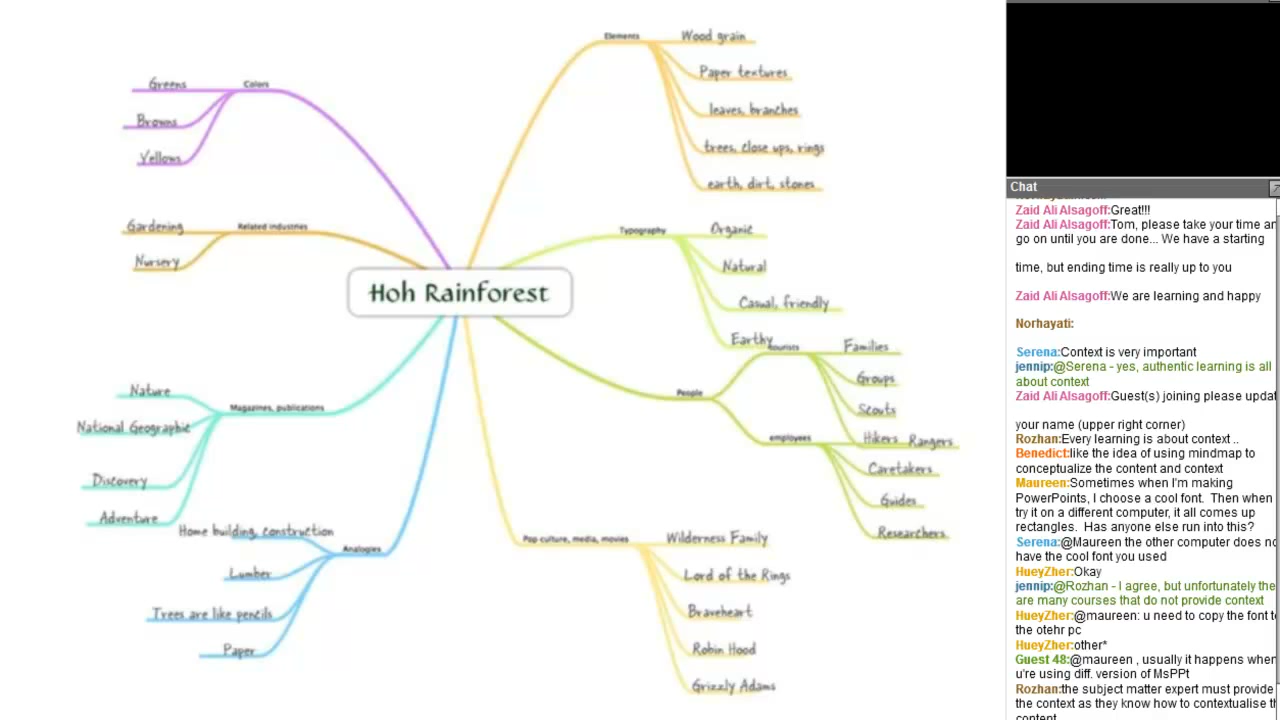 Elements
Wood grain
Paper textures
leaves, branches
trees, close ups, rings
earth, dirt, stones
Colors
Greens
Browns
Yellows
Related industries
Gardening
Nursery
Typography
Organic
Natural
Casual, friendly
Earthy
Hoh Rainforest
People
tourists
Families
Groups
Scouts
Hikers
employees
Rangers
Caretakers
Guides
Researchers
Magazines, publications
Nature
National Geographic
Discovery
Adventure
Analogies
Home building, construction
Lumber
Trees are like pencils
Paper
Pop culture, media, movies
Wilderness Family
Lord of the Rings
Braveheart
Robin Hood
Grizzly Adams
Chat
Zaid Ali Alsagoff:Great!!!
Zaid Ali Alsagoff:Tom, please take your time an
go on until you are done... We have a starting
time, but ending time is really up to you
Zaid Ali Alsagoff:We are learning and happy
Norhayati:
Serena:Context is very important
jennip:@Serena - yes, authentic learning is all
about context
Zaid Ali Alsagoff:Guest(s) joining please updat
your name (upper right corner)
Rozhan:Every learning is about context ..
Benedict:like the idea of using mindmap to
conceptualize the content and context
Maureen:Sometimes when I'm making
PowerPoints, I choose a cool font. Then when
try it on a different computer, it all comes up
rectangles. Has anyone else run into this?
Serena:@Maureen the other computer does no
have the cool font you used
HueyZher:Okay
jennip:@Rozhan - I agree, but unfortunately the
are many courses that do not provide context
HueyZher:@maureen: u need to copy the font to
the otehr pc
HueyZher:other*
Guest 48:@maureen , usually it happens when
u're using diff. version of MsPPt
Rozhan:the subject matter expert must provide
the context as they know how to contextualise th
content